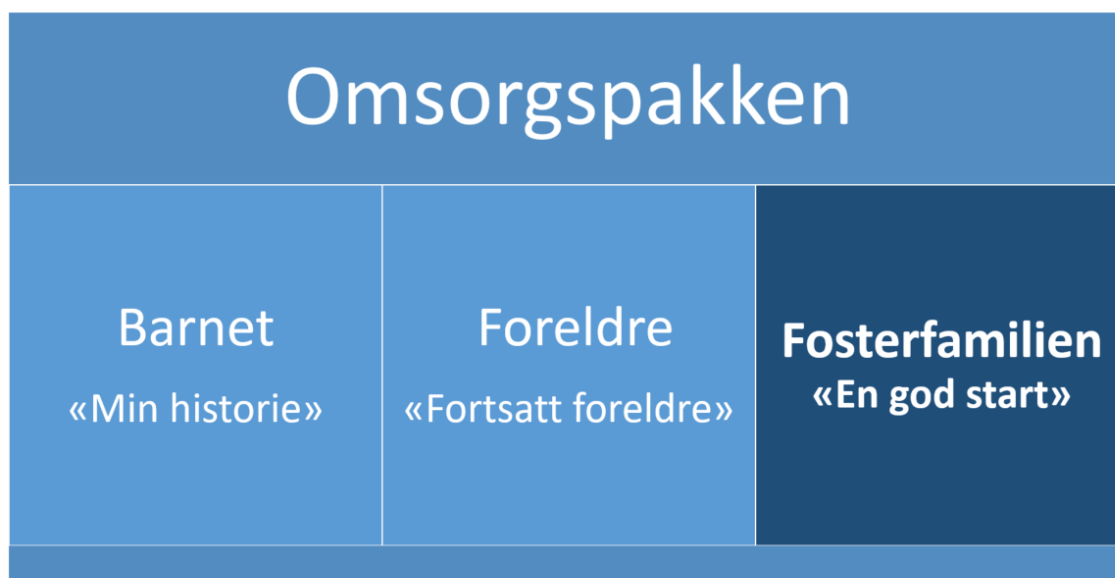 Omsorgspakken
Barnet
«Min historie»
Foreldre
«Fortsatt foreldre»
Fosterfamilien
«En god start»